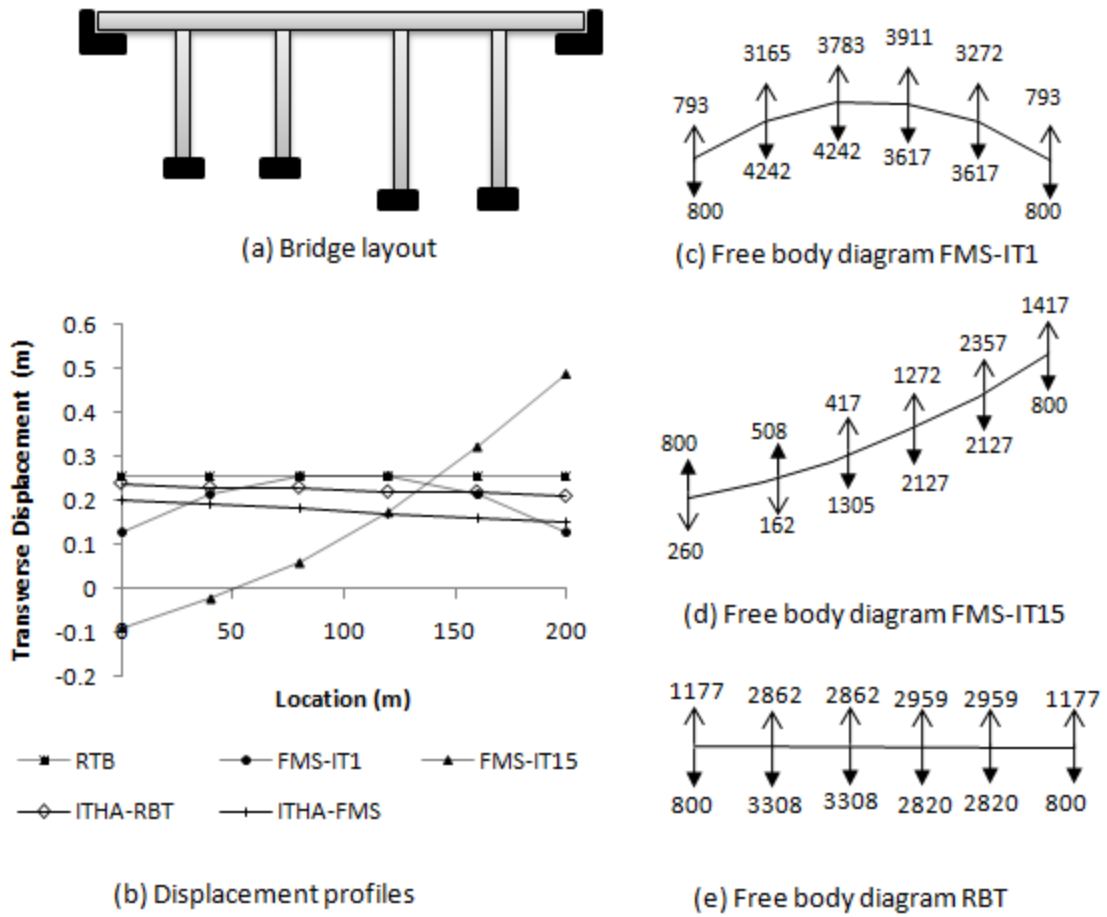 (a) Bridge layout
0.6
0.5
0.4
0.3
0.2
0.1
0
-0.1
-0.2
50
100
150
200
Transverse Displacement (m)
Location (m)
RTB
FMS-IT1
FMS-IT15
ITHA-RBT
ITHA-FMS
(b) Displacement profiles
3165 3783 3911 3272
793 793
4242 4242 3617 3617
800 800
(c) Free body diagram FMS-IT1
1417
2357
1272
417
508
800
800
2127
2127
1305
162
260
(d) Free body diagram FMS-IT15
1177 2862 2862 2959 2959 1177
800 3308 3308 2820 2820 800
(e) Free body diagram RBT